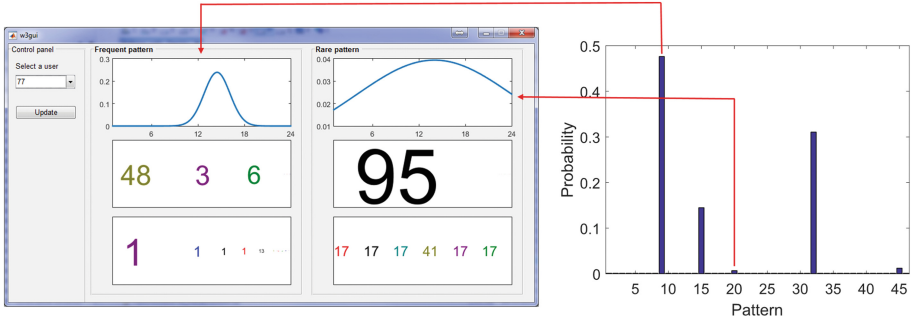 w3gui
Control panel
Select a user
77
Update
Frequent pattern
0.3
0.2
0.1
0
6 12 18 24
48 3 6
1 1 1 1 13
Rare pattern
0.04
0.03
0.02
0.01
6 12 18 24
95
17 17 17 41 17 17
0.5
0.4
0.3
0.2
0.1
0
Probability
5 10 15 20 25 30 35 40 45
Pattern